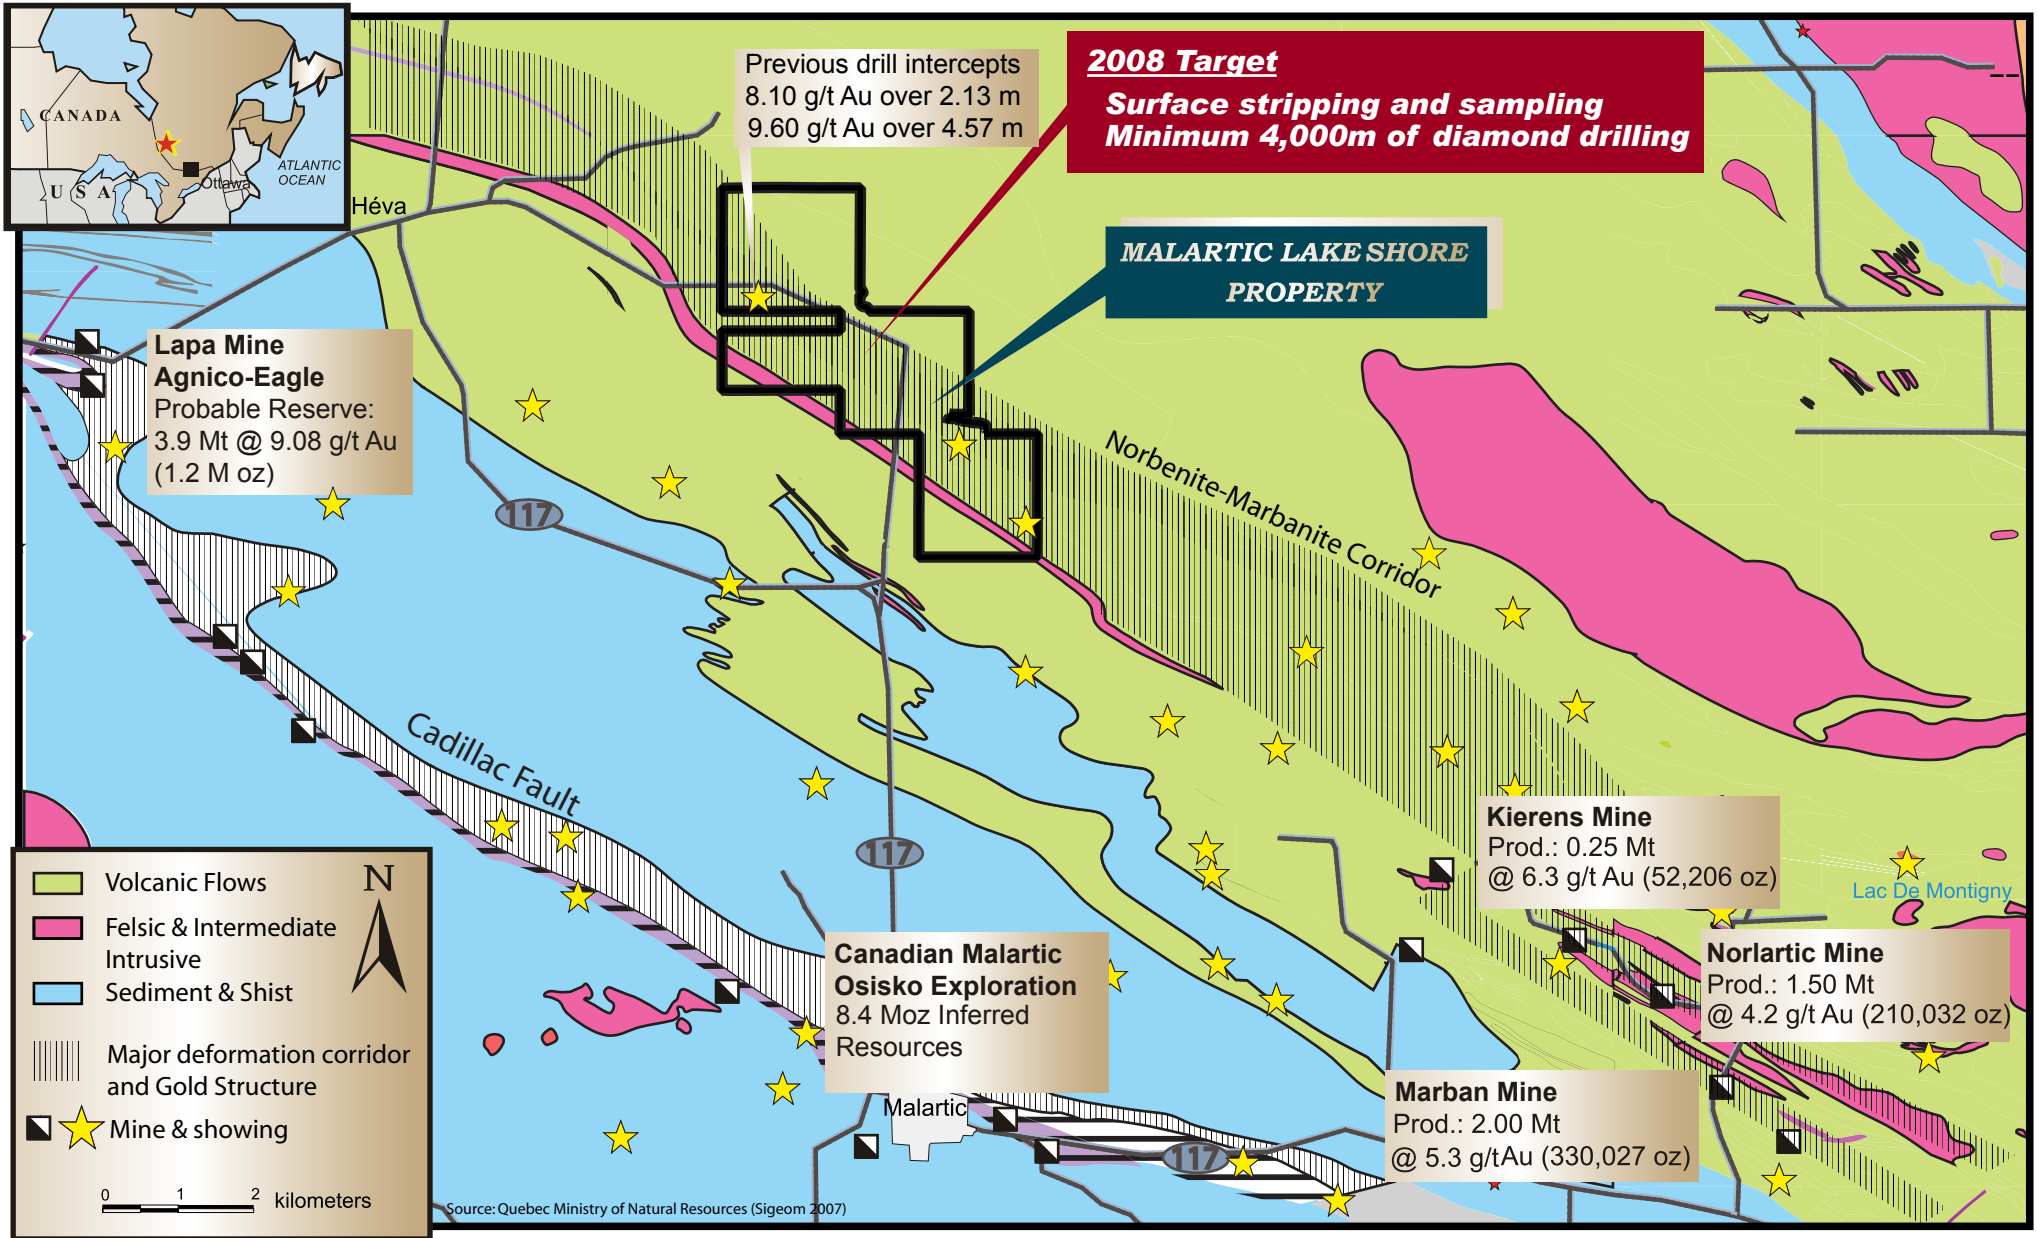 CANADA
U S A
Ottawa
ATLANTIC
OCEAN
Héva
Previous drill intercepts
8.10 g/t Au over 2.13 m
9.60 g/t Au over 4.57 m
2008 Target
Surface stripping and sampling
Minimum 4,000m of diamond drilling
MALARTIC LAKE SHORE
PROPERTY
Lapa Mine
Agnico-Eagle
Probable Reserve:
3.9 Mt @ 9.08 g/t Au
(1.2 M oz)
117
Norbenite-Marbanite Corridor
Cadillac Fault
117
Kierens Mine
Prod.: 0.25 Mt
@ 6.3 g/t Au (52,206 oz)
Lac De Montigny
Norlartic Mine
Prod.: 1.50 Mt
@ 4.2 g/t Au (210,032 oz)
Canadian Malartic
Osisko Exploration
8.4 Moz Inferred
Resources
Malartic
117
Marban Mine
Prod.: 2.00 Mt
@ 5.3 g/tAu (330,027 oz)
Volcanic Flows
N
Felsic & Intermediate
Intrusive
Sediment & Shist
Major deformation corridor
and Gold Structure
Mine & showing
0 1 2 kilometers
Source: Quebec Ministry of Natural Resources (Sigeom 2007)